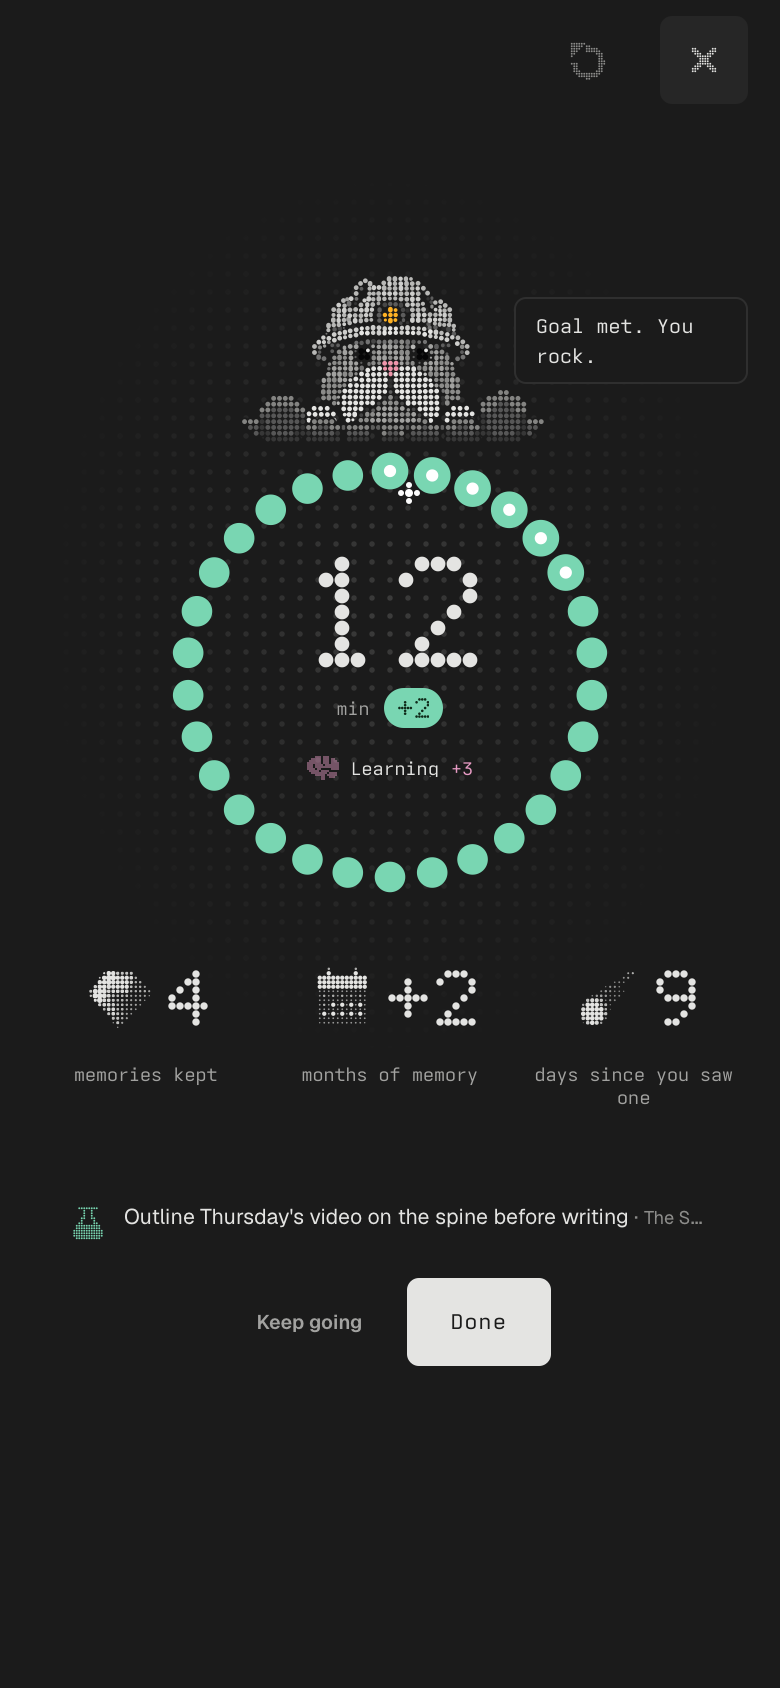 Goal met. You
rock.
12
min +2
Learning +3
4
+2
9
memories kept
months of memory
days since you saw
one
Outline Thursday's video on the spine before writing · The S…
Keep going
Done